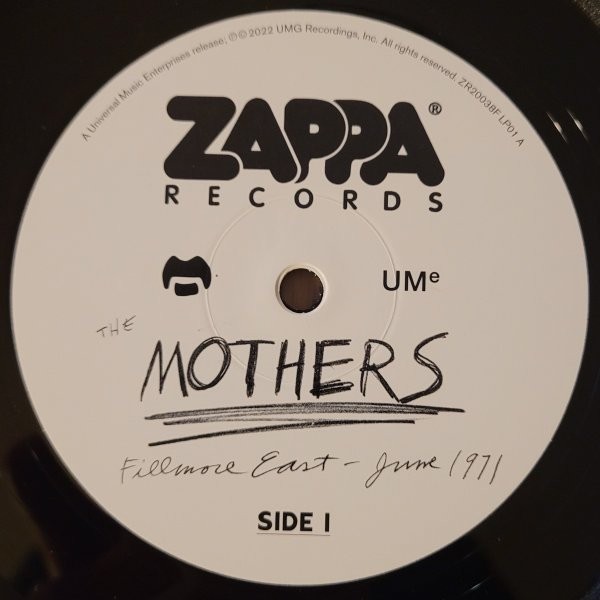 A Universal Music Enterprises release, ℗© 2022 UMG Recordings, Inc. All rights reserved. ZR20038F LP01 A
ZAPPA®
RECORDS
UMe
THE
MOTHERS
Fillmore East – June 1971
SIDE 1